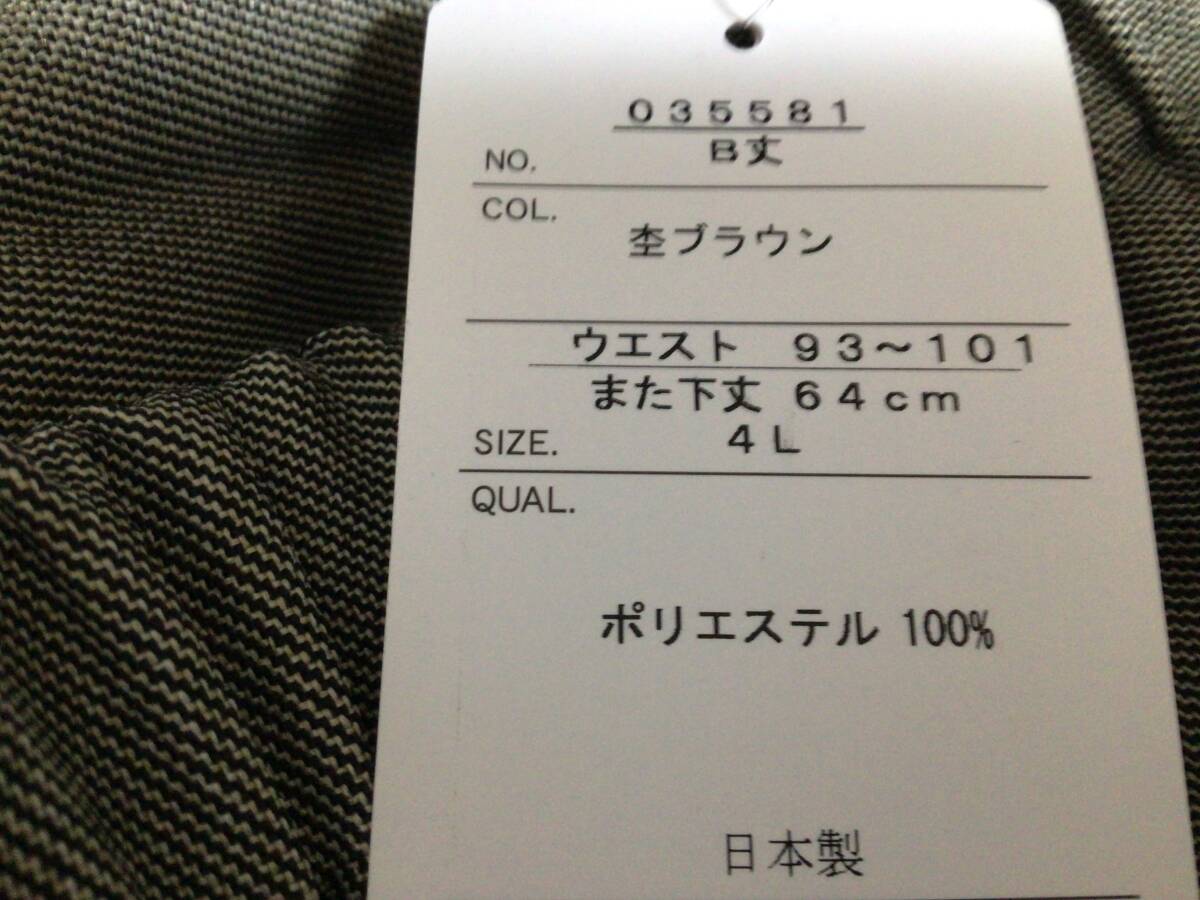 035581
NO. B丈
COL.
杢ブラウン
ウエスト 93～101
また下丈 64cm
SIZE. 4L
QUAL.
ポリエステル 100%
日本製